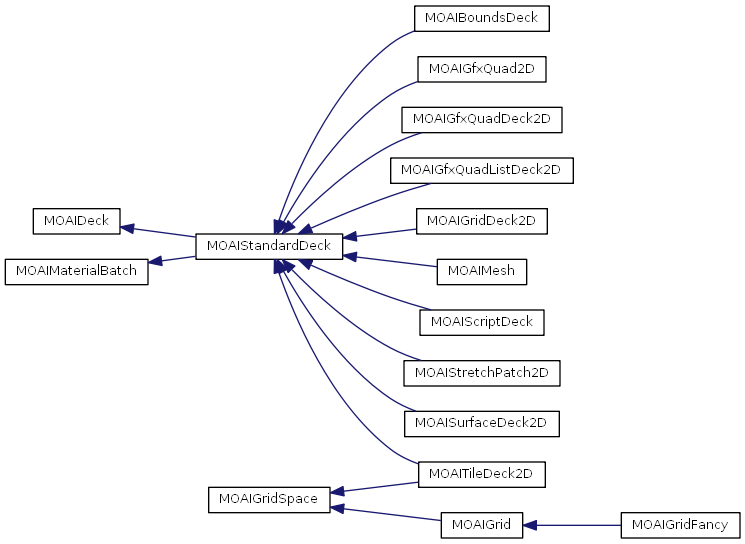 MOAIBoundsDeck
MOAIGfxQuad2D
MOAIGfxQuadDeck2D
MOAIGfxQuadListDeck2D
MOAIDeck
MOAIGridDeck2D
MOAIStandardDeck
MOAIMaterialBatch
MOAIMesh
MOAIScriptDeck
MOAIStretchPatch2D
MOAISurfaceDeck2D
MOAITileDeck2D
MOAIGridSpace
MOAIGrid
MOAIGridFancy